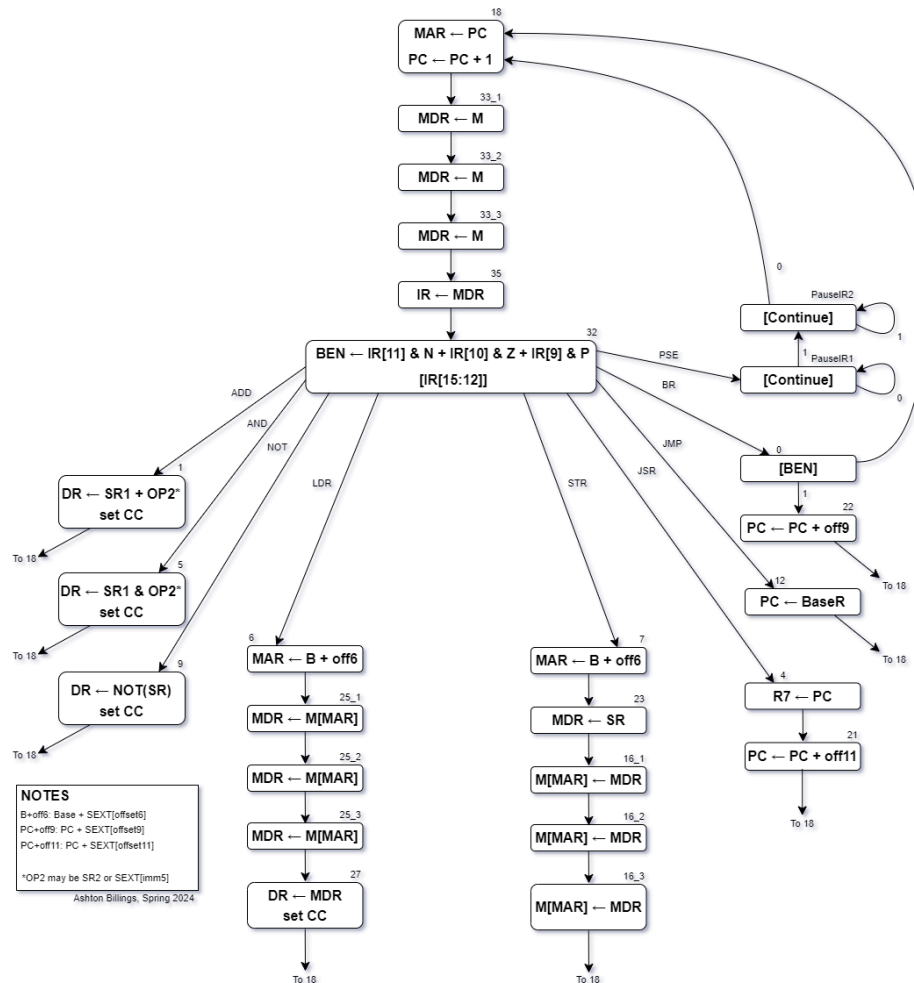 18
MAR ← PC
PC ← PC + 1
33_1
MDR ← M
33_2
MDR ← M
33_3
MDR ← M
35
IR ← MDR
32
BEN ← IR[11] & N + IR[10] & Z + IR[9] & P
[IR[15:12]]
PSE
BR
JMP
JSR
STR
LDR
NOT
AND
ADD
0
PauseIR2
[Continue]
1
1
PauseIR1
[Continue]
0
0
[BEN]
1
22
PC ← PC + off9
To 18
12
PC ← BaseR
To 18
4
R7 ← PC
21
PC ← PC + off11
To 18
1
DR ← SR1 + OP2*
set CC
To 18
5
DR ← SR1 & OP2*
set CC
To 18
9
DR ← NOT(SR)
set CC
To 18
6
MAR ← B + off6
25_1
MDR ← M[MAR]
25_2
MDR ← M[MAR]
25_3
MDR ← M[MAR]
27
DR ← MDR
set CC
To 18
7
MAR ← B + off6
23
MDR ← SR
16_1
M[MAR] ← MDR
16_2
M[MAR] ← MDR
16_3
M[MAR] ← MDR
To 18
NOTES
B+off6: Base + SEXT[offset6]
PC+off9: PC + SEXT[offset9]
PC+off11: PC + SEXT[offset11]
*OP2 may be SR2 or SEXT[imm5]
Ashton Billings, Spring 2024